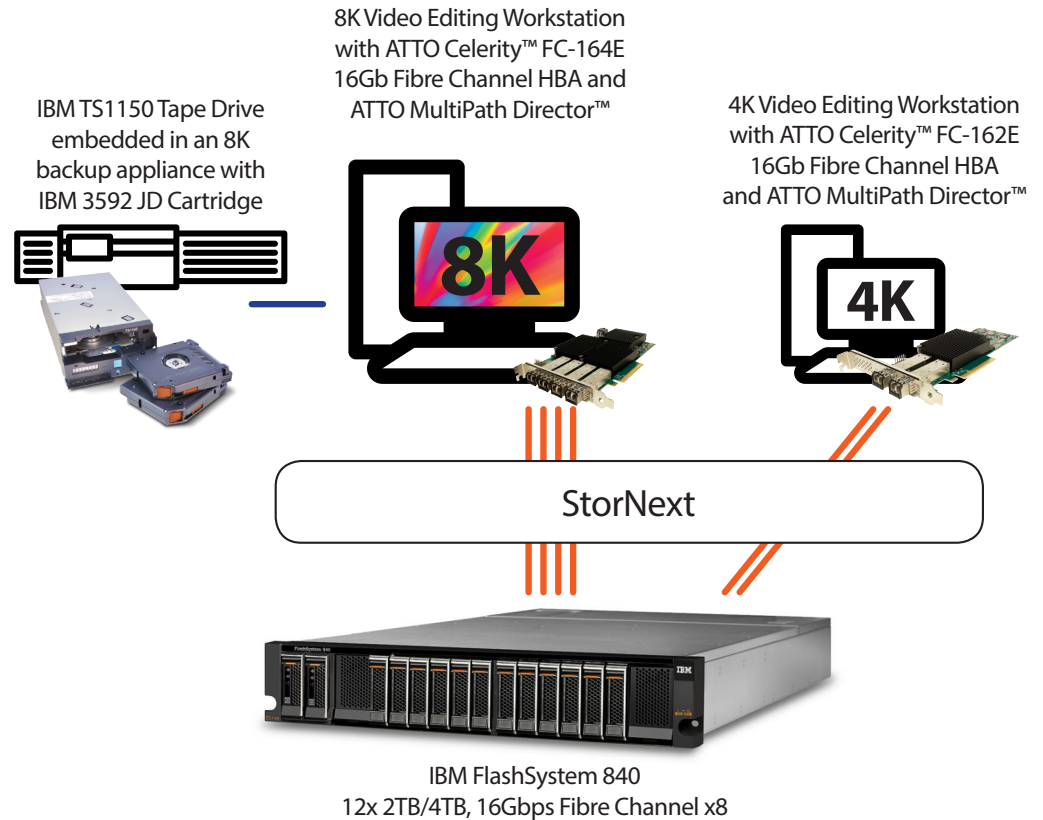 8K Video Editing Workstation
with ATTO Celerity™ FC-164E
16Gb Fibre Channel HBA and
ATTO MultiPath Director™
IBM TS1150 Tape Drive
embedded in an 8K
backup appliance with
IBM 3592 JD Cartridge
4K Video Editing Workstation
with ATTO Celerity™ FC-162E
16Gb Fibre Channel HBA
and ATTO MultiPath Director™
8K
4K
StorNext
FlashSystem 840
IBM
IBM FlashSystem 840
12x 2TB/4TB, 16Gbps Fibre Channel x8